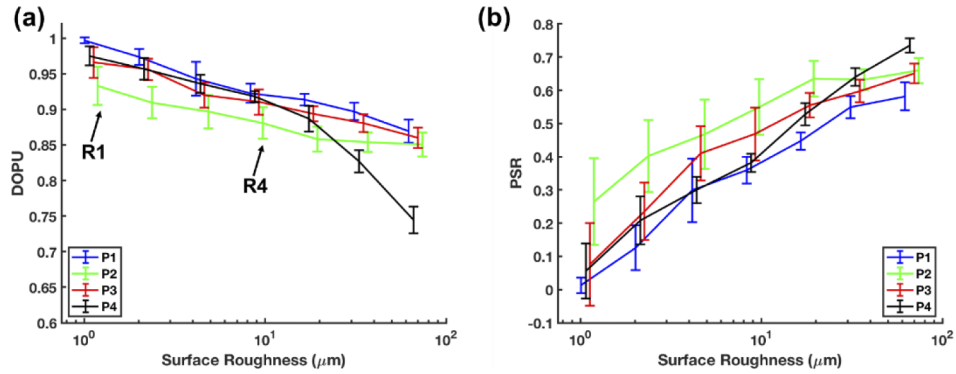 (a)
1
0.95
0.9
0.85
0.8
0.75
0.7
0.65
0.6
DOPU
R1
R4
P1
P2
P3
P4
10⁰
10¹
10²
Surface Roughness (μm)
(b)
0.8
0.7
0.6
0.5
0.4
0.3
0.2
0.1
0
-0.1
PSR
P1
P2
P3
P4
10⁰
10¹
10²
Surface Roughness (μm)